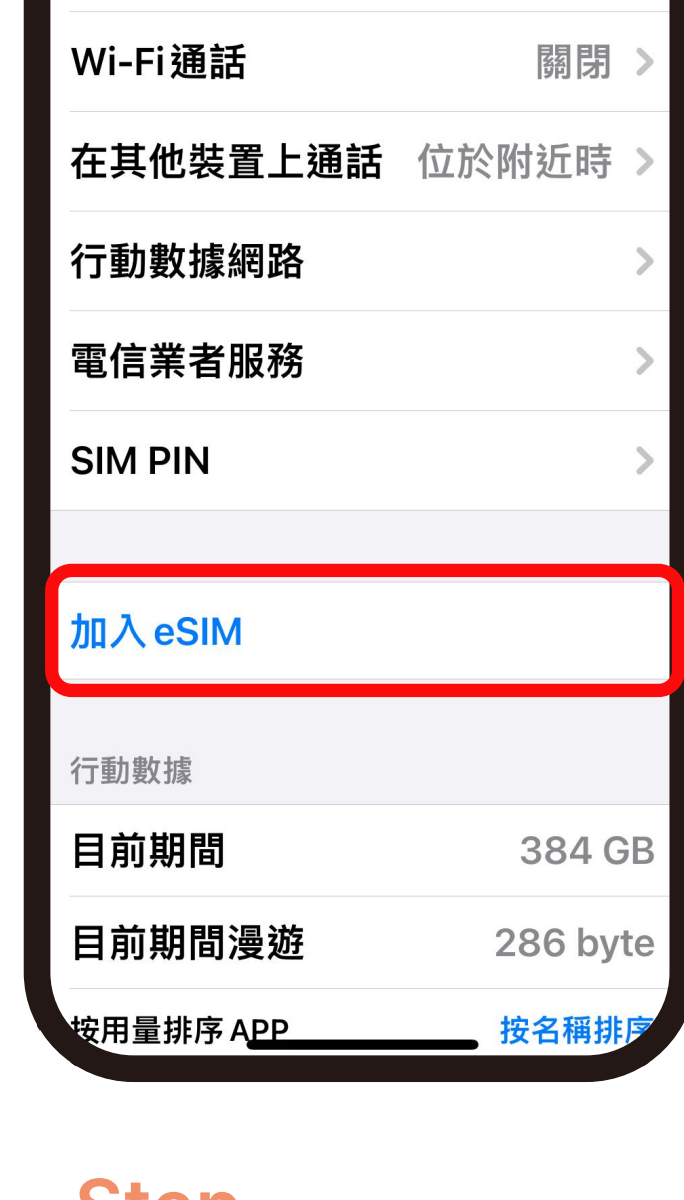 Wi-Fi通話 關閉
在其他裝置上通話 位於附近時
行動數據網路
電信業者服務
SIM PIN
加入 eSIM
行動數據
目前期間 384 GB
目前期間漫遊 286 byte
按用量排序 APP 按名稱排序
Step